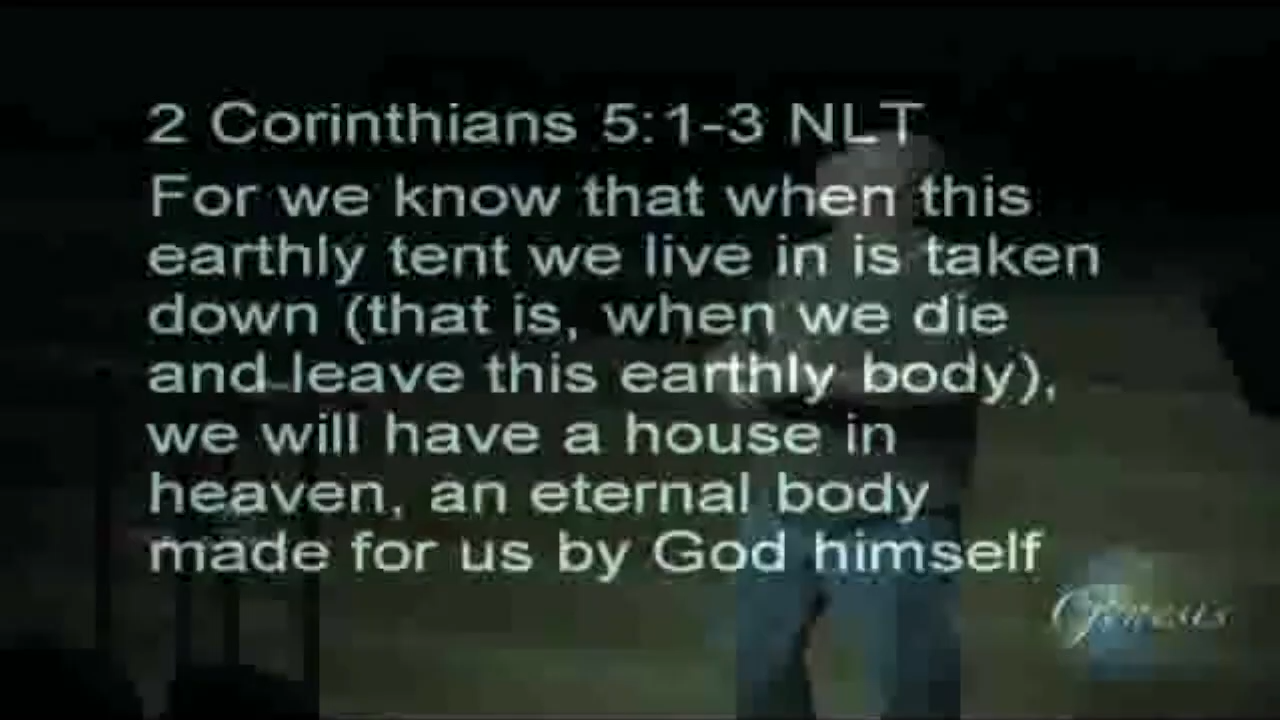 2 Corinthians 5:1-3 NLT
For we know that when this
earthly tent we live in is taken
down (that is, when we die
and leave this earthly body),
we will have a house in
heaven, an eternal body
made for us by God himself
Genesis